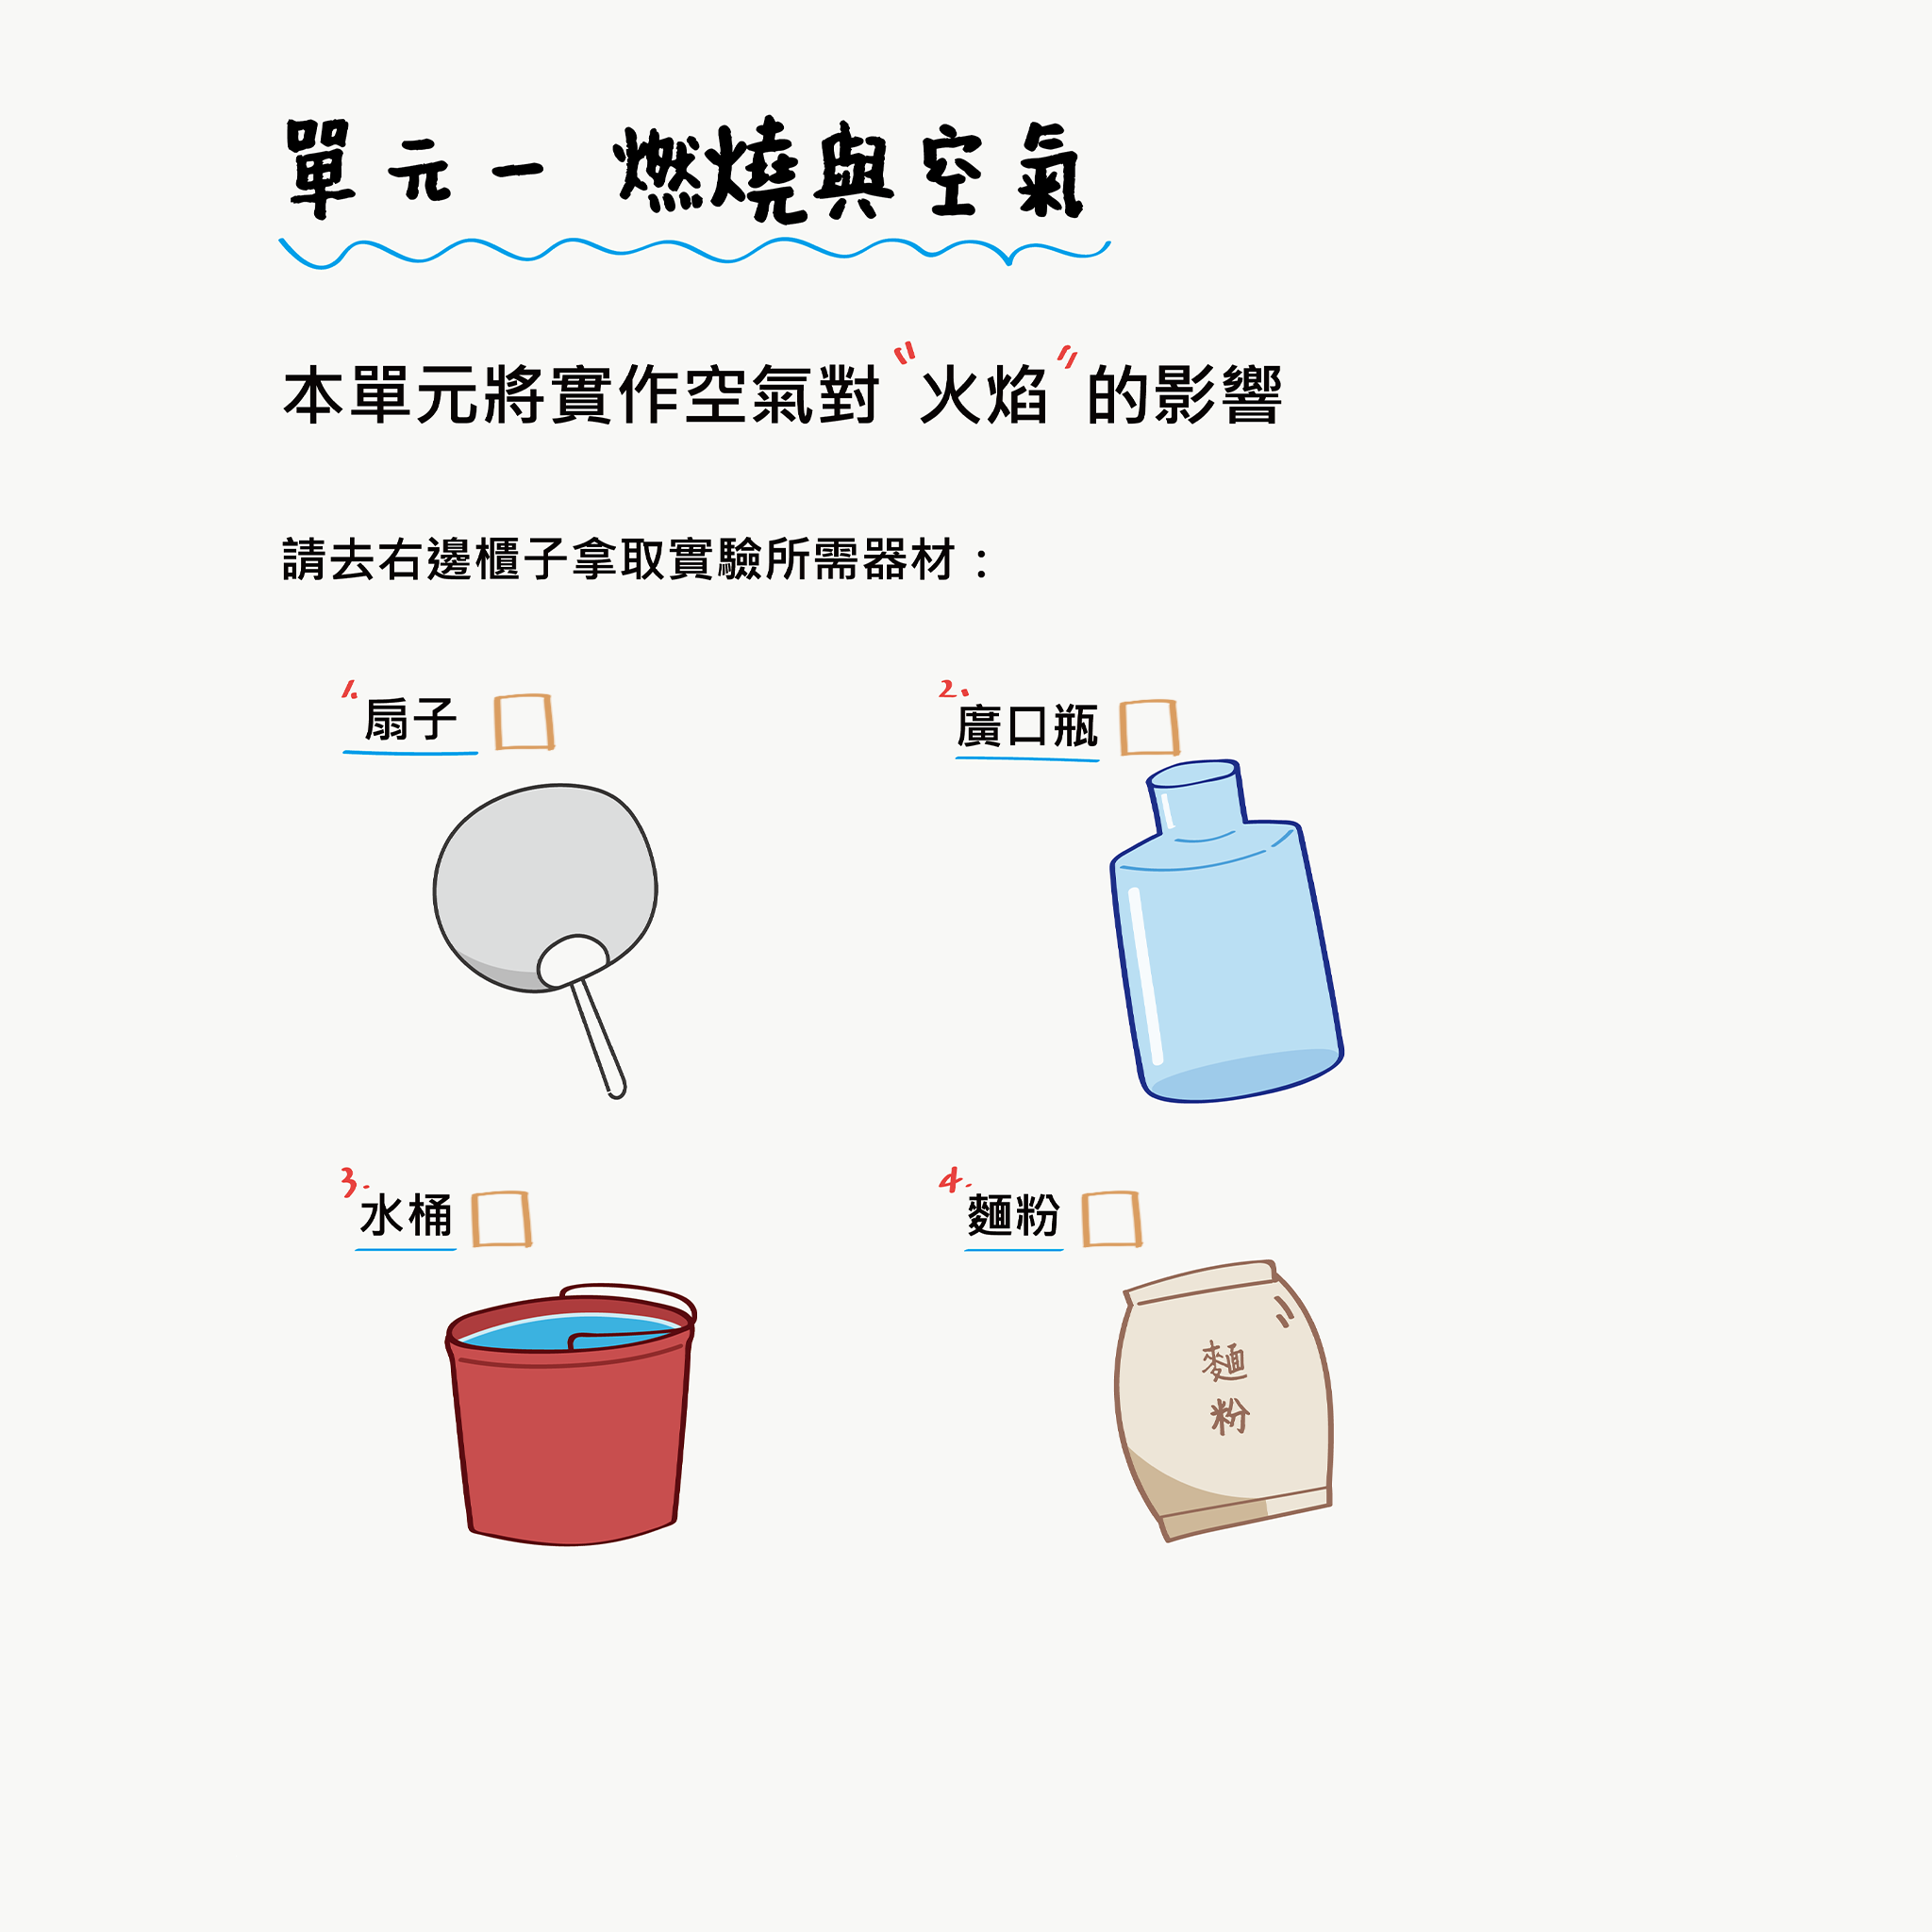 單元一 燃燒與空氣
本單元將實作空氣對“火焰”的影響
請去右邊櫃子拿取實驗所需器材：
1. 扇子
2. 廣口瓶
3. 水桶
4. 麵粉
麵
粉